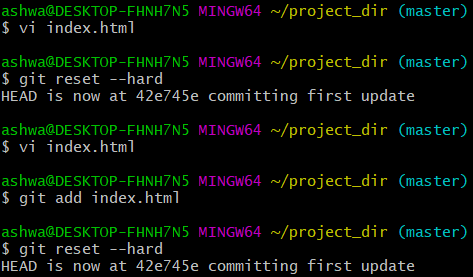 ashwa@DESKTOP-FHNH7N5 MINGW64 ~/project_dir (master)
$ vi index.html
ashwa@DESKTOP-FHNH7N5 MINGW64 ~/project_dir (master)
$ git reset --hard
HEAD is now at 42e745e committing first update
ashwa@DESKTOP-FHNH7N5 MINGW64 ~/project_dir (master)
$ vi index.html
ashwa@DESKTOP-FHNH7N5 MINGW64 ~/project_dir (master)
$ git add index.html
ashwa@DESKTOP-FHNH7N5 MINGW64 ~/project_dir (master)
$ git reset --hard
HEAD is now at 42e745e committing first update